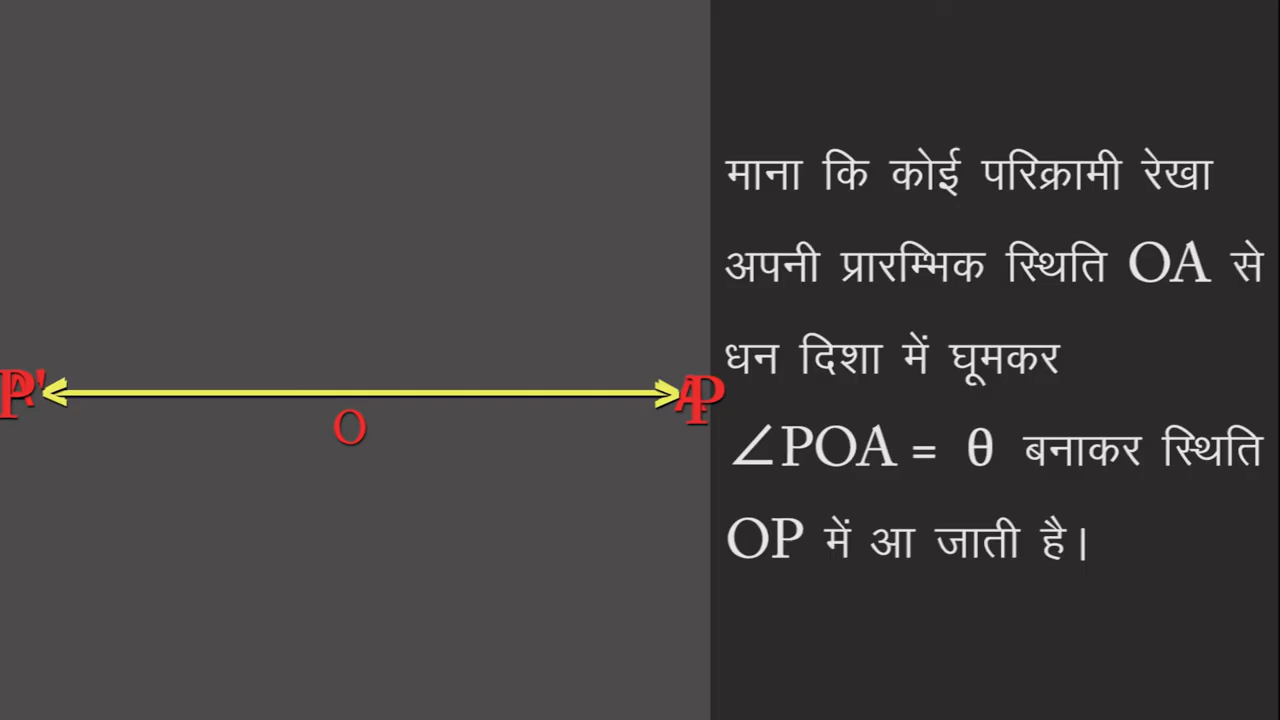 माना कि कोई परिक्रामी रेखा
अपनी प्रारम्भिक स्थिति OA से
धन दिशा में घूमकर
∠POA = θ बनाकर स्थिति
OP में आ जाती है।
P'
O
P